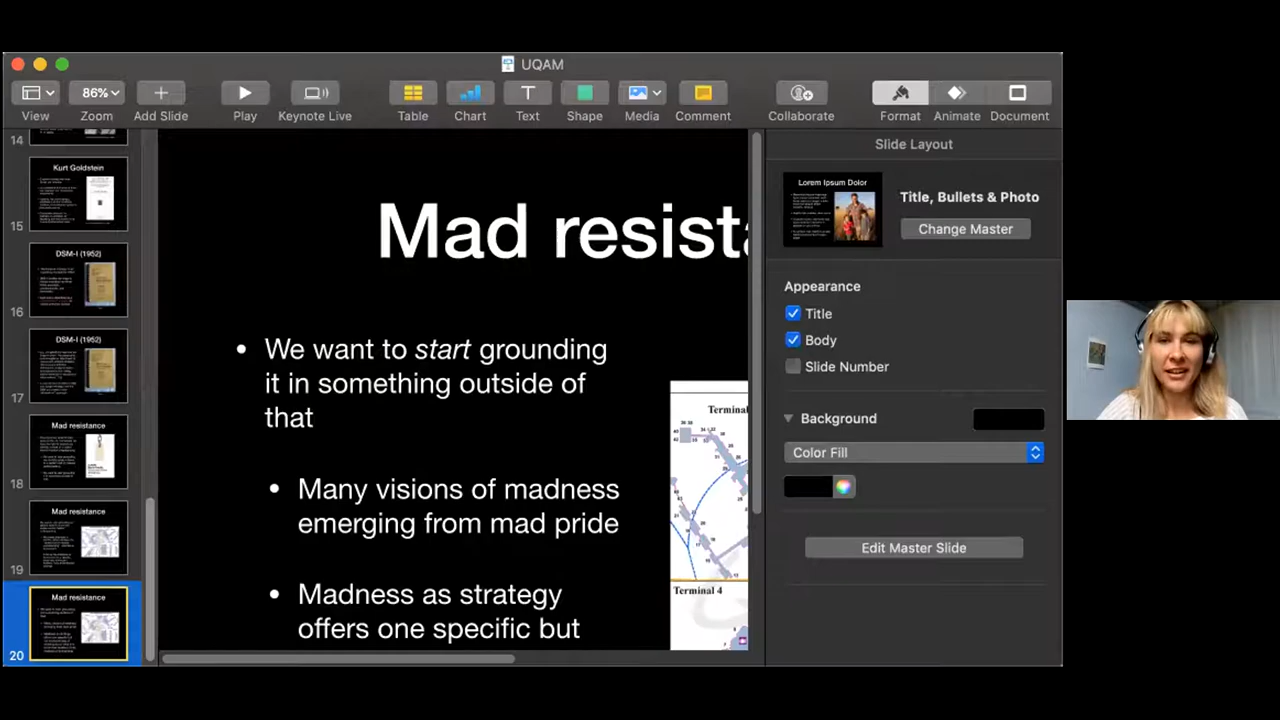 UQAM
86%
View
Zoom
Add Slide
Play
Keynote Live
Table
Chart
Text
Shape
Media
Comment
Collaborate
Format
Animate
Document
14
Kurt Goldstein
15
DSM-I (1952)
16
DSM-I (1952)
17
Mad resistance
18
Mad resistance
19
Mad resistance
20
Mad resista
• We want to start grounding
it in something outside of
that
• Many visions of madness
emerging from mad pride
• Madness as strategy
offers one specific but
Terminal
Terminal 4
Slide Layout
Lorem Ipsum Dolor
Title, Bullets & Photo
Change Master
Appearance
Title
Body
Slide Number
Background
Color Fill
Edit Master Slide